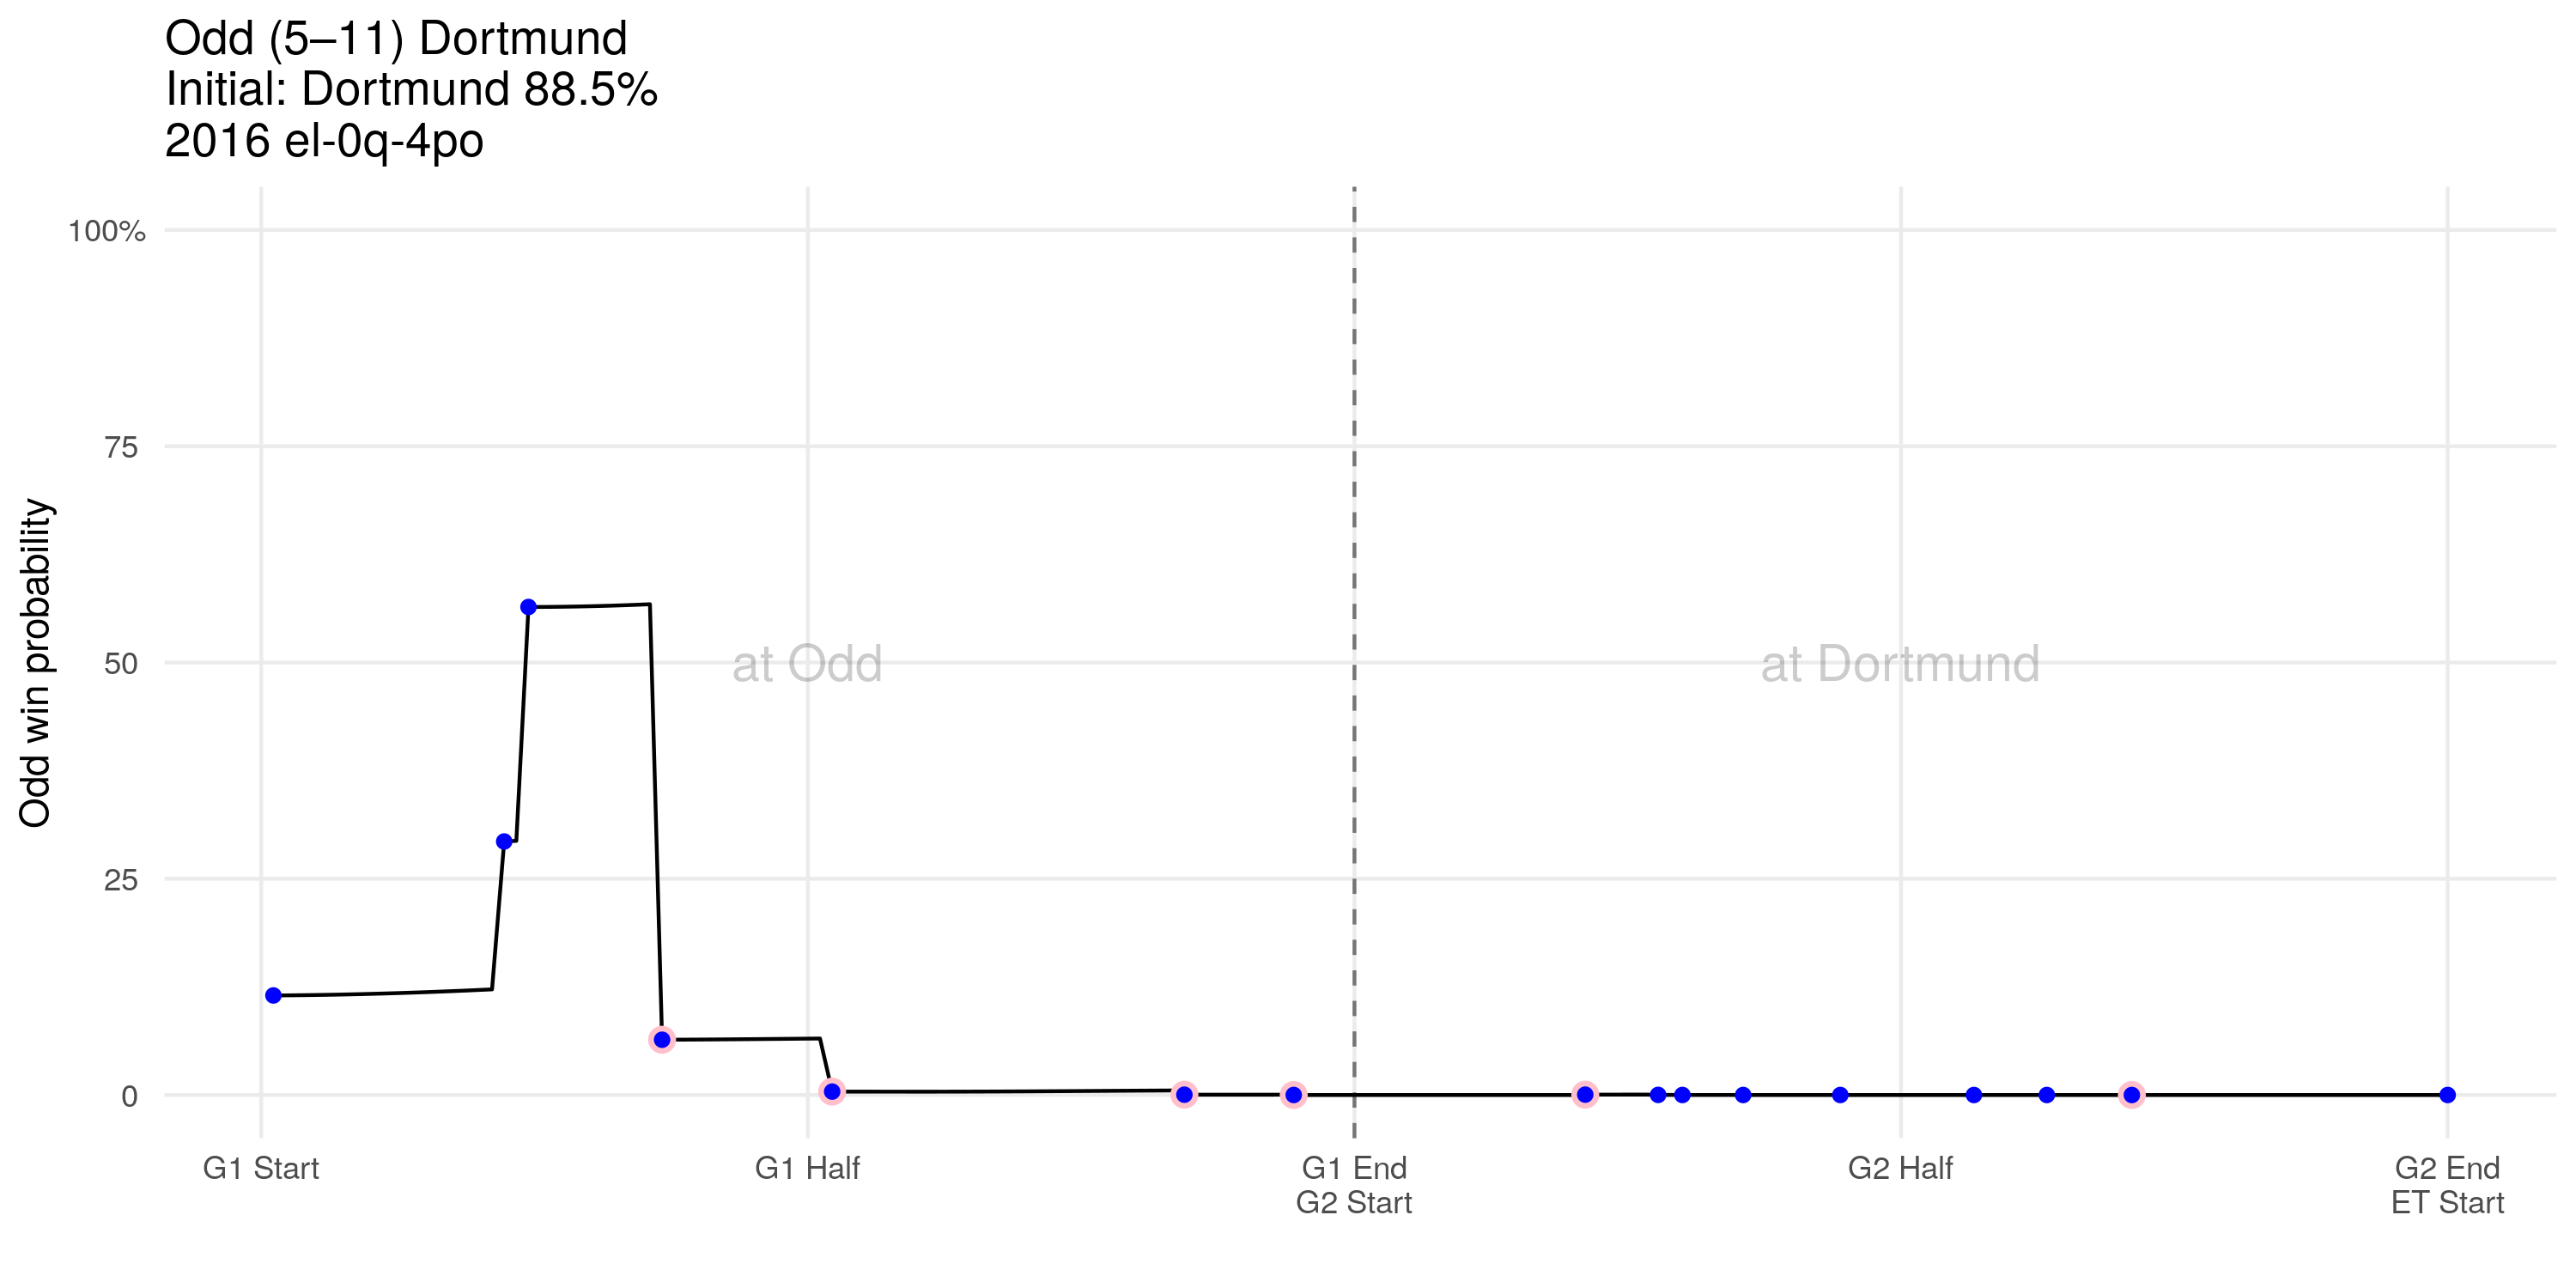 Odd (5–11) Dortmund
Initial: Dortmund 88.5%
2016 el-0q-4po
Odd win probability
100%
75
50
25
0
at Odd
at Dortmund
G1 Start
G1 Half
G1 End
G2 Start
G2 Half
G2 End
ET Start